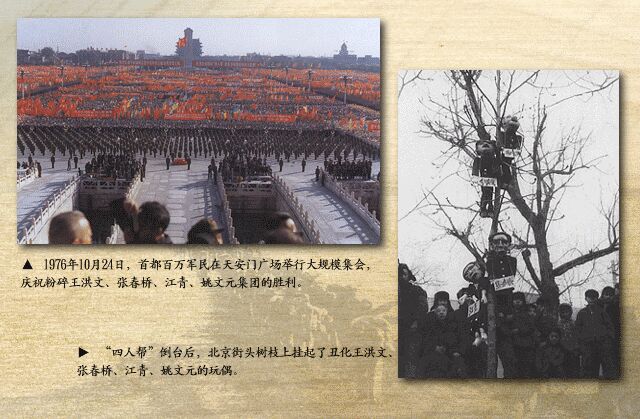 ▲ 1976年10月24日，首都百万军民在天安门广场举行大规模集会，
庆祝粉碎王洪文、张春桥、江青、姚文元集团的胜利。
▶ “四人帮”倒台后，北京街头树枝上挂起了丑化王洪文、
张春桥、江青、姚文元的玩偶。